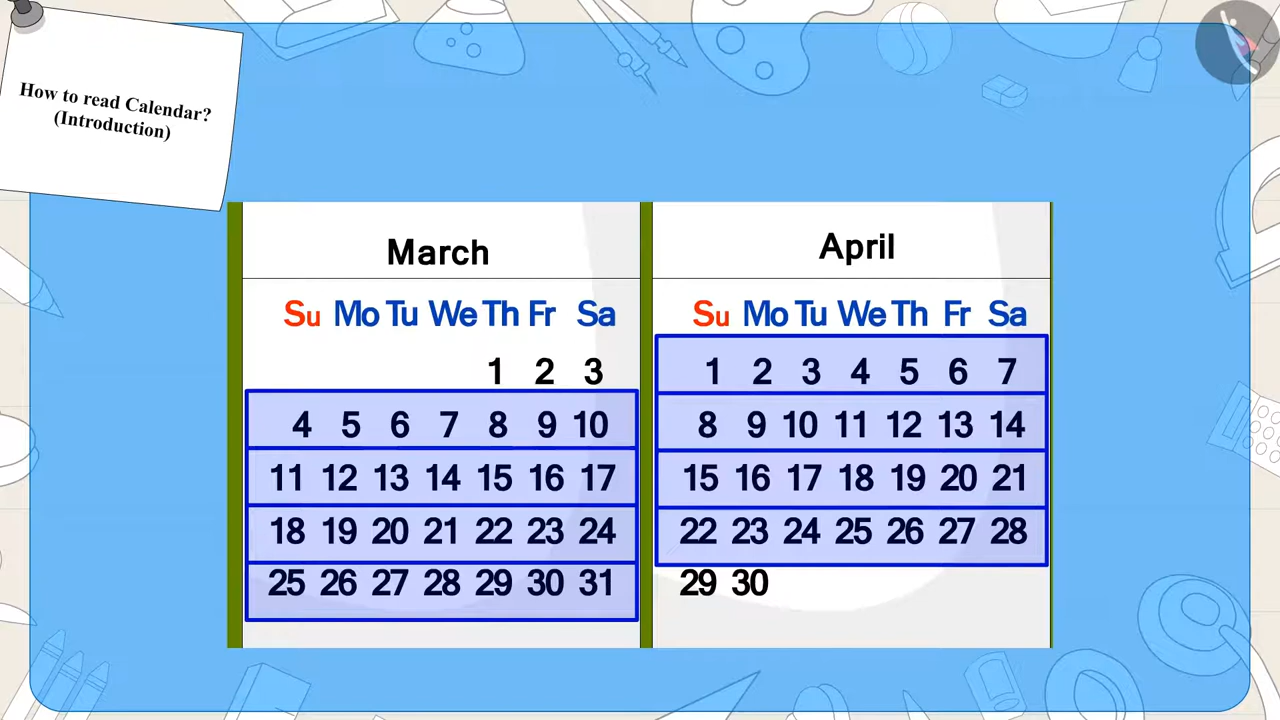 How to read Calendar?
(Introduction)
March
Su Mo Tu We Th Fr Sa
1 2 3
4 5 6 7 8 9 10
11 12 13 14 15 16 17
18 19 20 21 22 23 24
25 26 27 28 29 30 31
April
Su Mo Tu We Th Fr Sa
1 2 3 4 5 6 7
8 9 10 11 12 13 14
15 16 17 18 19 20 21
22 23 24 25 26 27 28
29 30